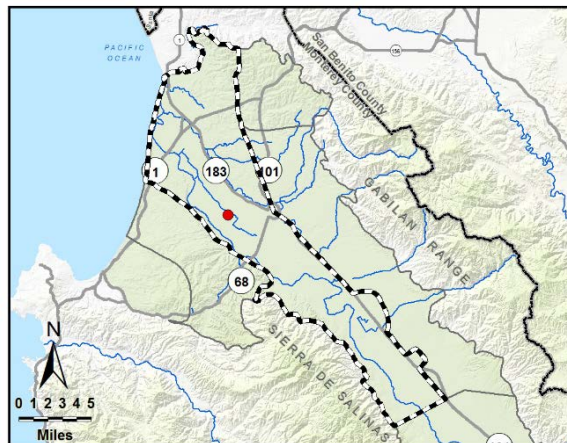 1
156
PACIFIC
OCEAN
San Benito County
Monterey County
183
101
1
GABILAN RANGE
68
N
SIERRA DE SALINAS
0 1 2 3 4 5
Miles